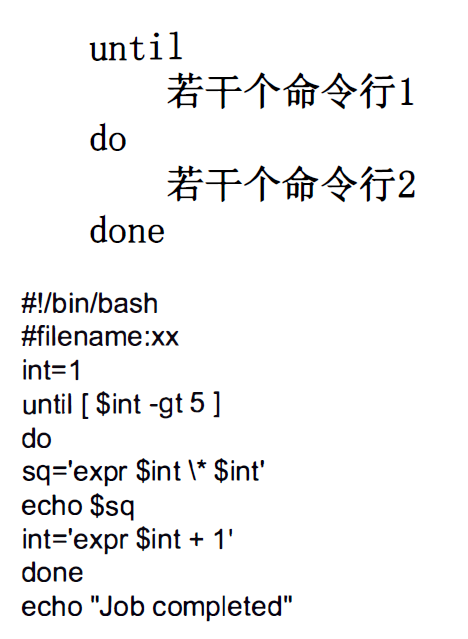 until
若干个命令行1
do
若干个命令行2
done
#!/bin/bash
#filename:xx
int=1
until [ $int -gt 5 ]
do
sq='expr $int \* $int'
echo $sq
int='expr $int + 1'
done
echo "Job completed"